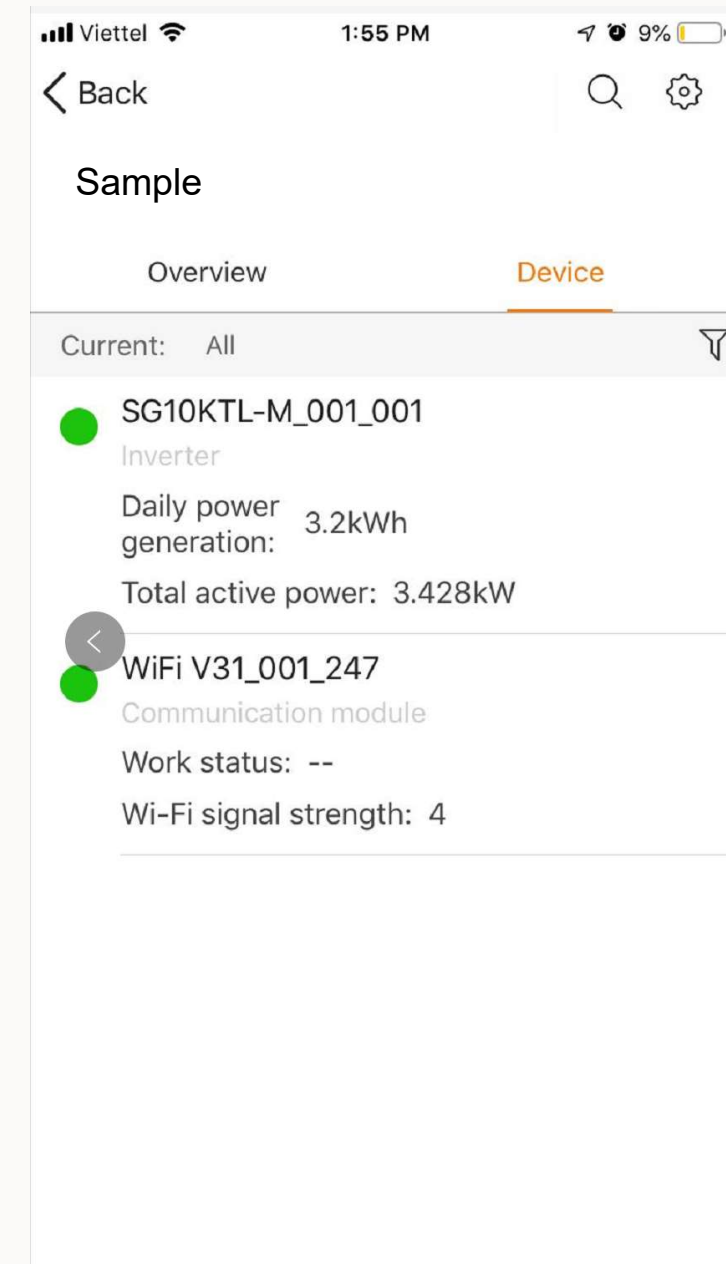 Viettel 1:55 PM 9%
Back
Sample
Overview Device
Current: All
SG10KTL-M_001_001
Inverter
Daily power
generation: 3.2kWh
Total active power: 3.428kW
WiFi V31_001_247
Communication module
Work status: --
Wi-Fi signal strength: 4